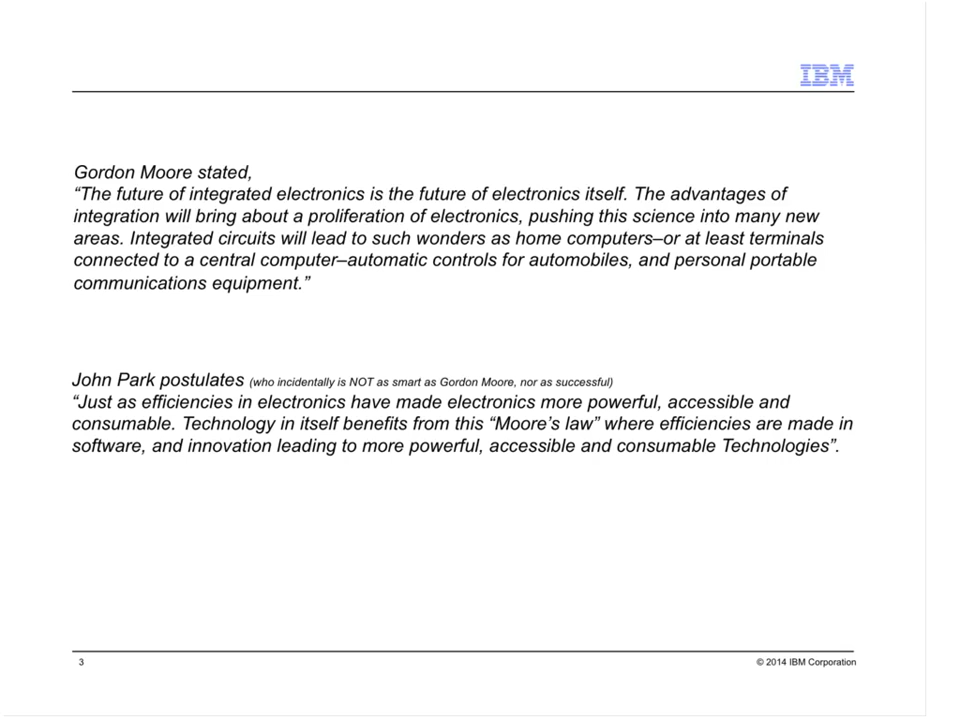 IBM
Gordon Moore stated,
“The future of integrated electronics is the future of electronics itself. The advantages of
integration will bring about a proliferation of electronics, pushing this science into many new
areas. Integrated circuits will lead to such wonders as home computers–or at least terminals
connected to a central computer–automatic controls for automobiles, and personal portable
communications equipment.”
John Park postulates (who incidentally is NOT as smart as Gordon Moore, nor as successful)
“Just as efficiencies in electronics have made electronics more powerful, accessible and
consumable. Technology in itself benefits from this “Moore’s law” where efficiencies are made in
software, and innovation leading to more powerful, accessible and consumable Technologies”.
3 © 2014 IBM Corporation